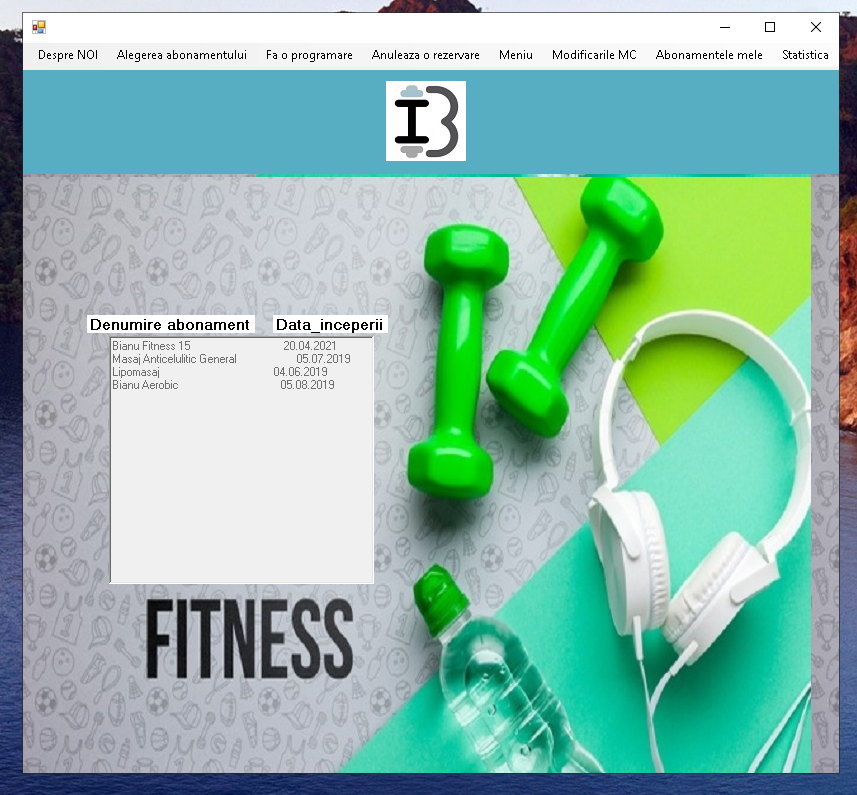 Despre NOI Alegerea abonamentului Fa o programare Anuleaza o rezervare Meniu Modificarile MC Abonamentele mele Statistica
IB
Denumire abonament Data_inceperii
Bianu Fitness 15 20.04.2021
Masaj Anticelulitic General 05.07.2019
Lipomasaj 04.06.2019
Bianu Aerobic 05.08.2019
FITNESS